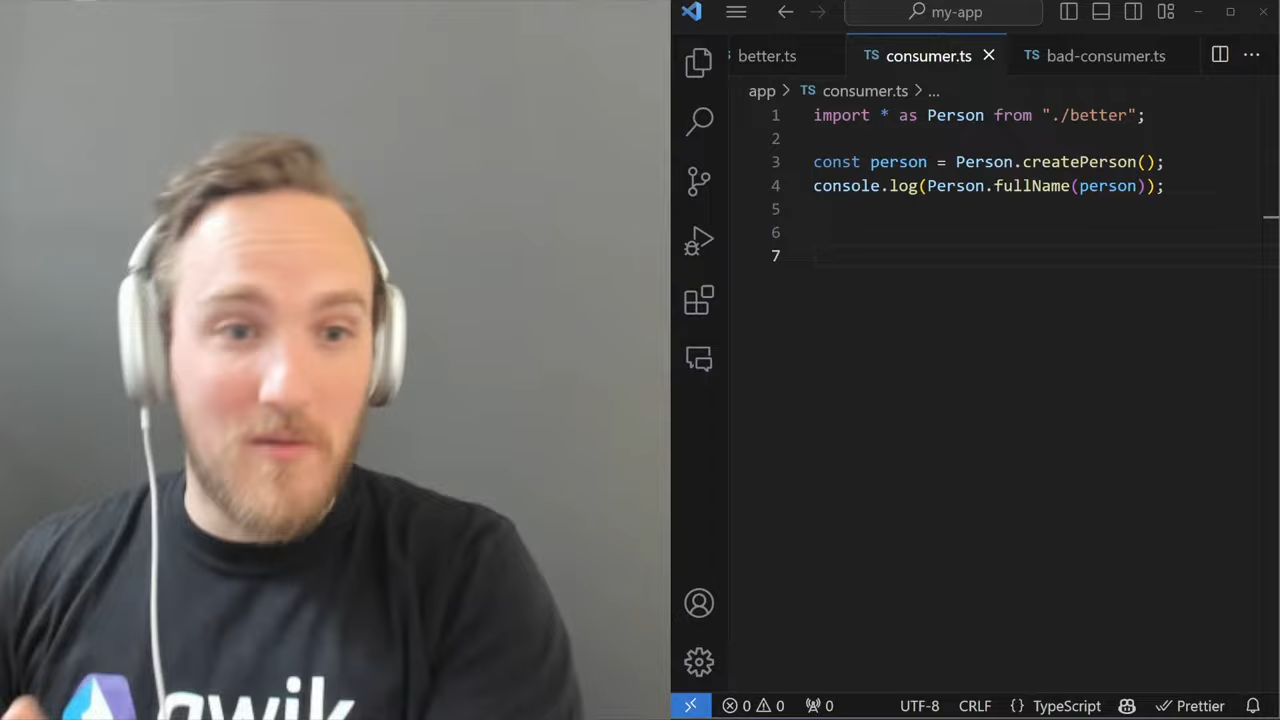 my-app
better.ts
TS consumer.ts
TS bad-consumer.ts
app > TS consumer.ts > ...
1 import * as Person from "./better";
2
3 const person = Person.createPerson();
4 console.log(Person.fullName(person));
5
6
7
qwik
0 0 0 UTF-8 CRLF {} TypeScript Prettier